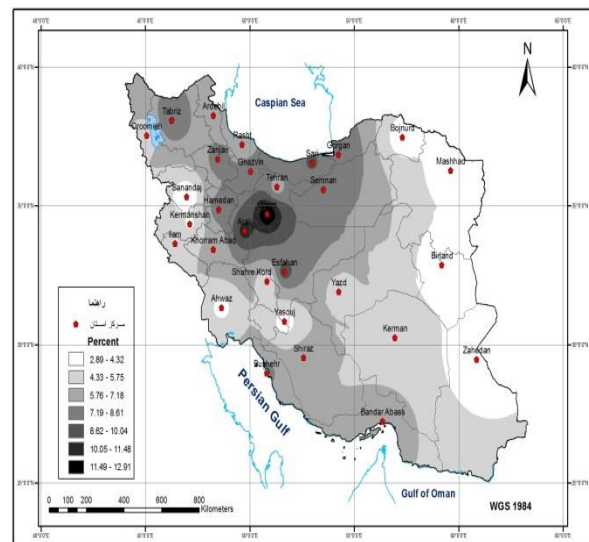 N
Caspian Sea
Tabriz
Ardebil
Oroomieh
Rasht
Zanjan
Ghazvin
Sari
Gorgan
Bojnurd
Mashhad
Tehran
Semnan
Sanandaj
Hamedan
Kermanshah
Arak
Ilam
Khorram Abad
Esfahan
Birjand
Shahre Kord
Yazd
Ahwaz
Yasouj
Kerman
Shiraz
Zahedan
Bushehr
Bandar Abass
Persian Gulf
Gulf of Oman
راهنما
مرکز استان
Percent
2.89 - 4.32
4.33 - 5.75
5.76 - 7.18
7.19 - 8.61
8.62 - 10.04
10.05 - 11.48
11.49 - 12.91
0 50 100 200 400 600 800
Kilometers
WGS 1984